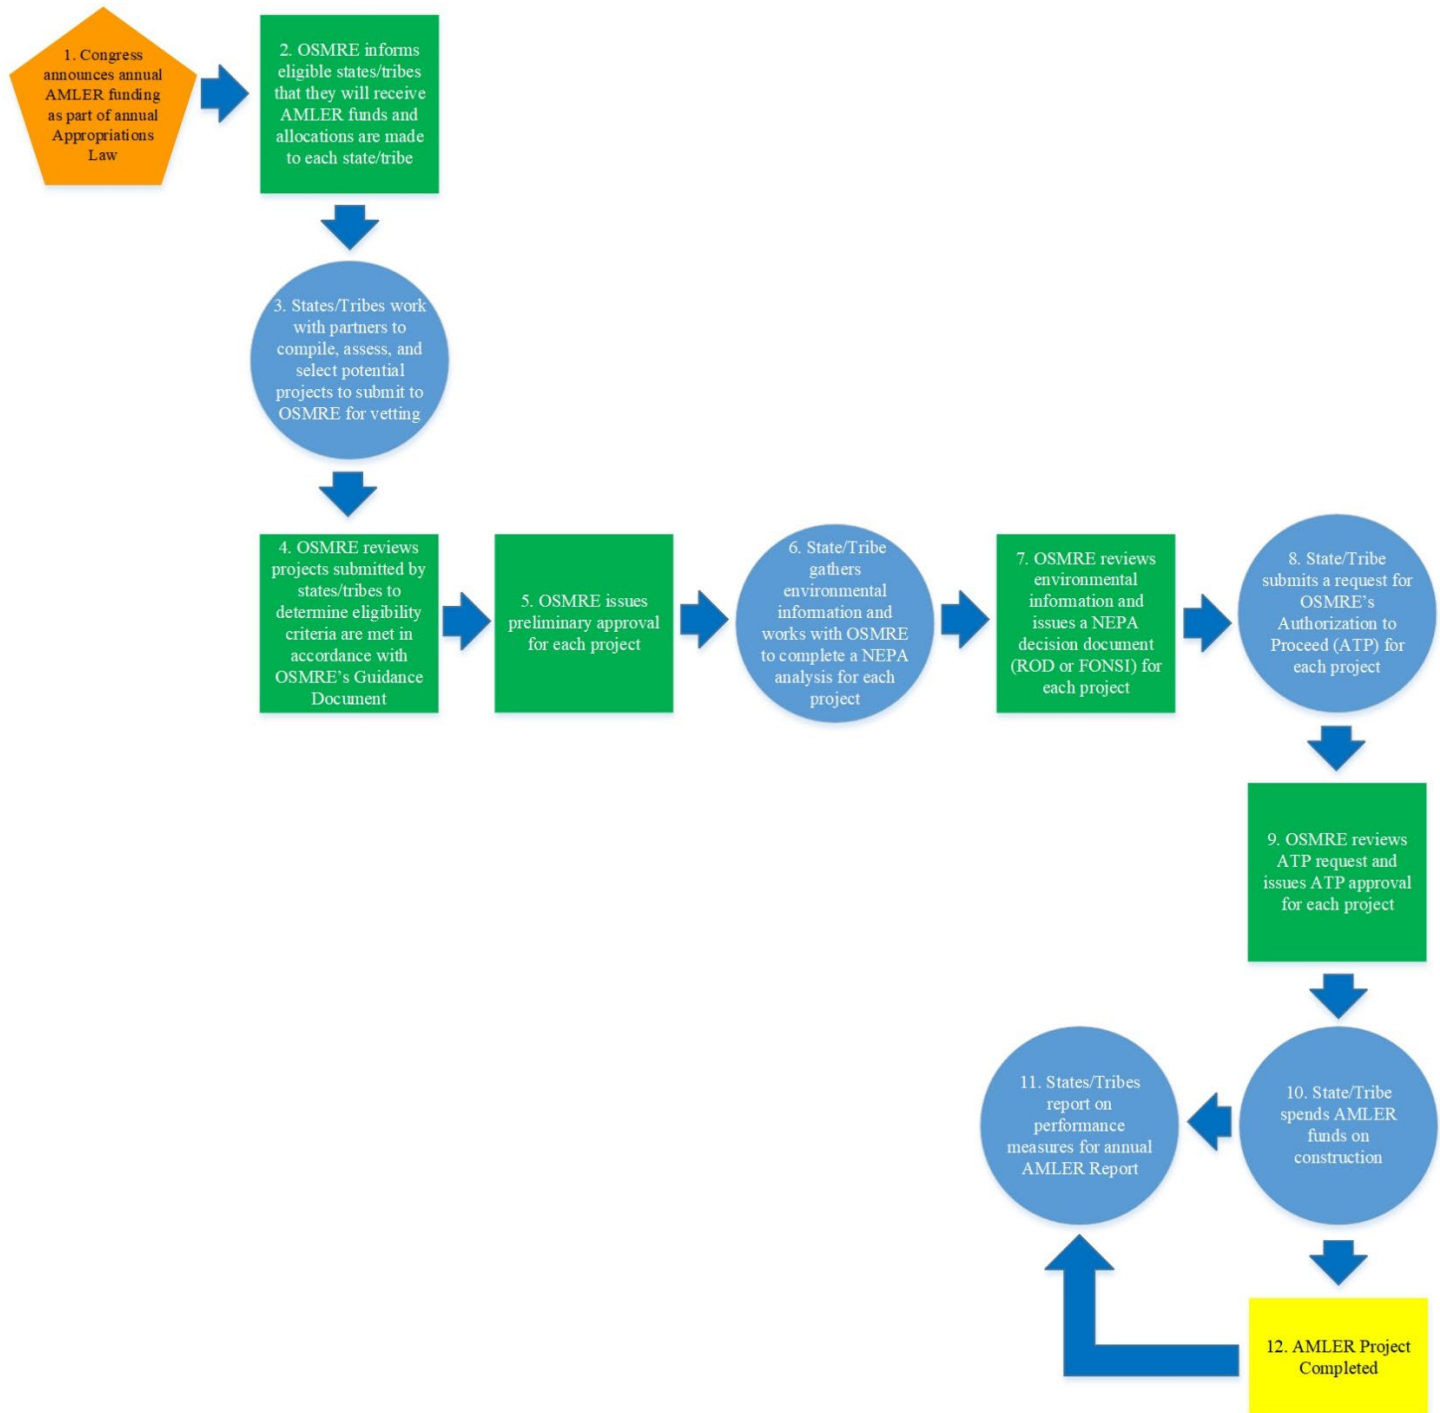 1. Congress
announces annual
AMLER funding
as part of annual
Appropriations
Law
2. OSMRE informs
eligible states/tribes
that they will receive
AMLER funds and
allocations are made
to each state/tribe
3. States/Tribes work
with partners to
compile, assess, and
select potential
projects to submit to
OSMRE for vetting
4. OSMRE reviews
projects submitted by
states/tribes to
determine eligibility
criteria are met in
accordance with
OSMRE’s Guidance
Document
5. OSMRE issues
preliminary approval
for each project
6. State/Tribe
gathers
environmental
information and
works with OSMRE
to complete a NEPA
analysis for each
project
7. OSMRE reviews
environmental
information and
issues a NEPA
decision document
(ROD or FONSI) for
each project
8. State/Tribe
submits a request for
OSMRE’s
Authorization to
Proceed (ATP) for
each project
9. OSMRE reviews
ATP request and
issues ATP approval
for each project
10. State/Tribe
spends AMLER
funds on
construction
11. States/Tribes
report on
performance
measures for annual
AMLER Report
12. AMLER Project
Completed